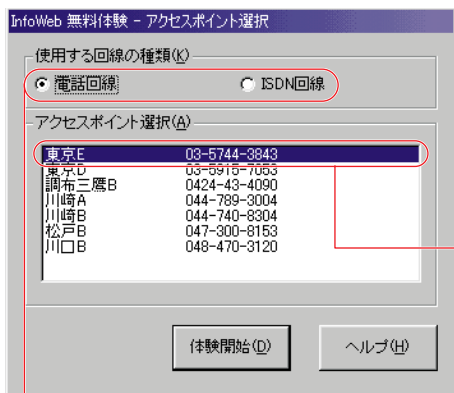 InfoWeb 無料体験 - アクセスポイント選択
使用する回線の種類(K)
電話回線 ISDN回線
アクセスポイント選択(A)
東京E 03-5744-3843
東京D 03-5915-7053
調布三鷹B 0424-43-4090
川崎A 044-789-3004
川崎B 044-740-8304
松戸B 047-300-8153
川口B 048-470-3120
体験開始(D) ヘルプ(H)